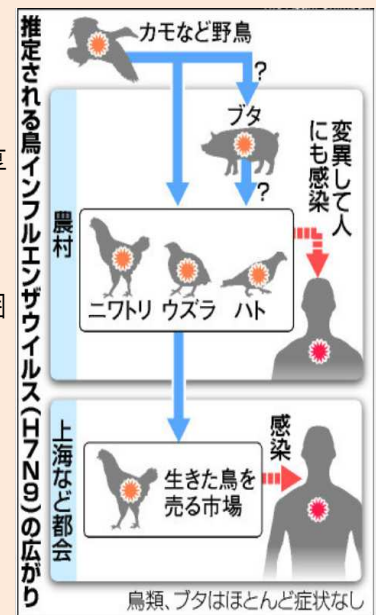 推定される鳥インフルエンザウイルス(H7N9)の広がり
カモなど野鳥
?
ブタ
?
農村
ニワトリ ウズラ ハト
変異して人
にも感染
上海など都会
生きた鳥を
売る市場
感染
鳥類、ブタはほとんど症状なし